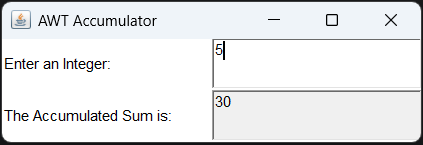 AWT Accumulator
Enter an Integer: 5
The Accumulated Sum is: 30